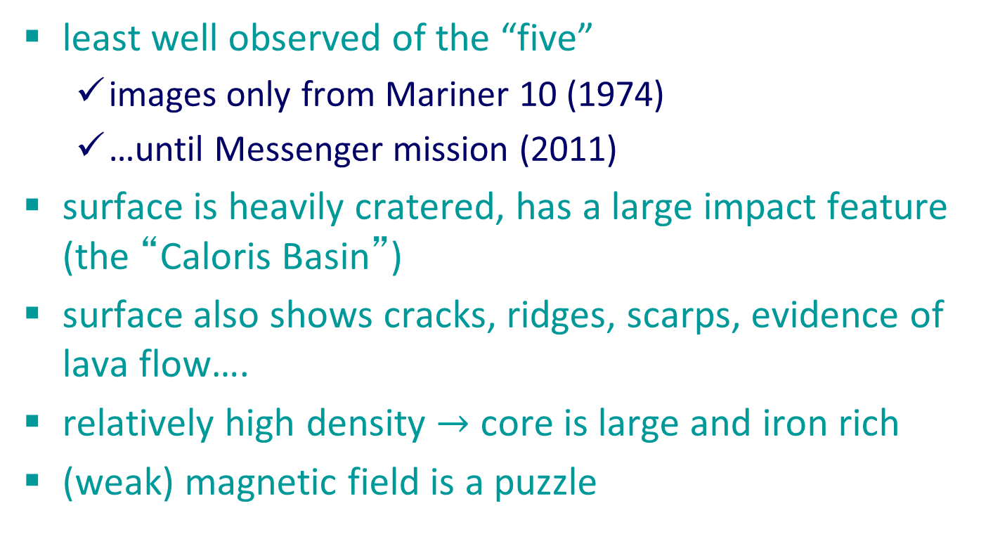 ▪ least well observed of the “five”
✓ images only from Mariner 10 (1974)
✓ …until Messenger mission (2011)
▪ surface is heavily cratered, has a large impact feature
(the “Caloris Basin”)
▪ surface also shows cracks, ridges, scarps, evidence of
lava flow….
▪ relatively high density → core is large and iron rich
▪ (weak) magnetic field is a puzzle